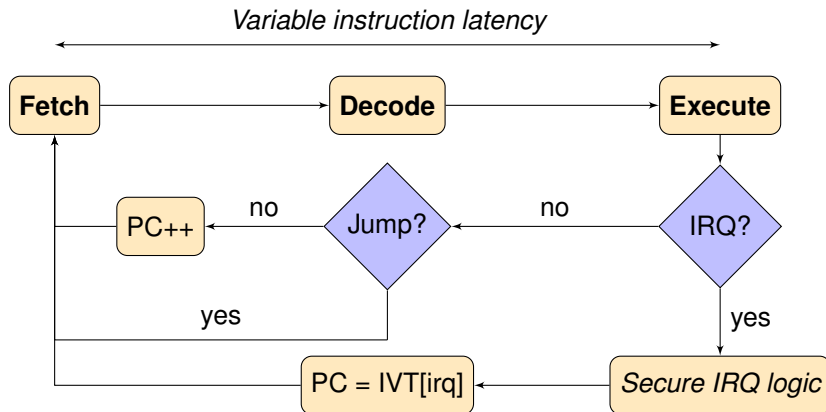 Variable instruction latency
Fetch
Decode
Execute
PC++
no
Jump?
no
IRQ?
yes
yes
PC = IVT[irq]
Secure IRQ logic